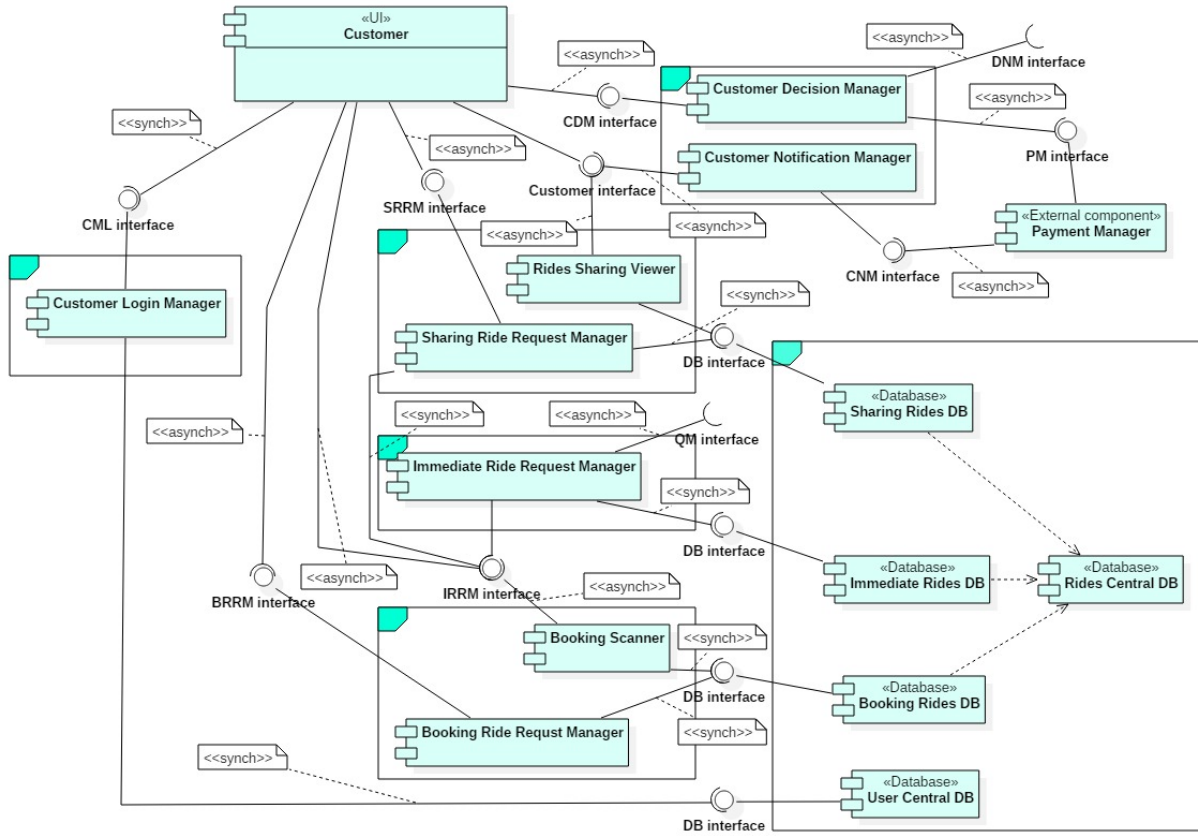 «UI»
Customer
<<asynch>>
DNM interface
<<asynch>>
Customer Decision Manager
CDM interface
<<asynch>>
<<synch>>
<<asynch>>
Customer Notification Manager
PM interface
Customer interface
SRRM interface
CML interface
«External component»
Payment Manager
<<asynch>>
<<asynch>>
CNM interface
<<asynch>>
Rides Sharing Viewer
Customer Login Manager
<<synch>>
Sharing Ride Request Manager
DB interface
«Database»
Sharing Rides DB
<<synch>>
<<asynch>>
<<asynch>>
QM interface
Immediate Ride Request Manager
<<synch>>
DB interface
«Database»
Immediate Rides DB
«Database»
Rides Central DB
<<asynch>>
<<asynch>>
BRRM interface
IRRM interface
Booking Scanner
<<synch>>
«Database»
Booking Rides DB
DB interface
Booking Ride Requst Manager
<<synch>>
<<synch>>
«Database»
User Central DB
DB interface